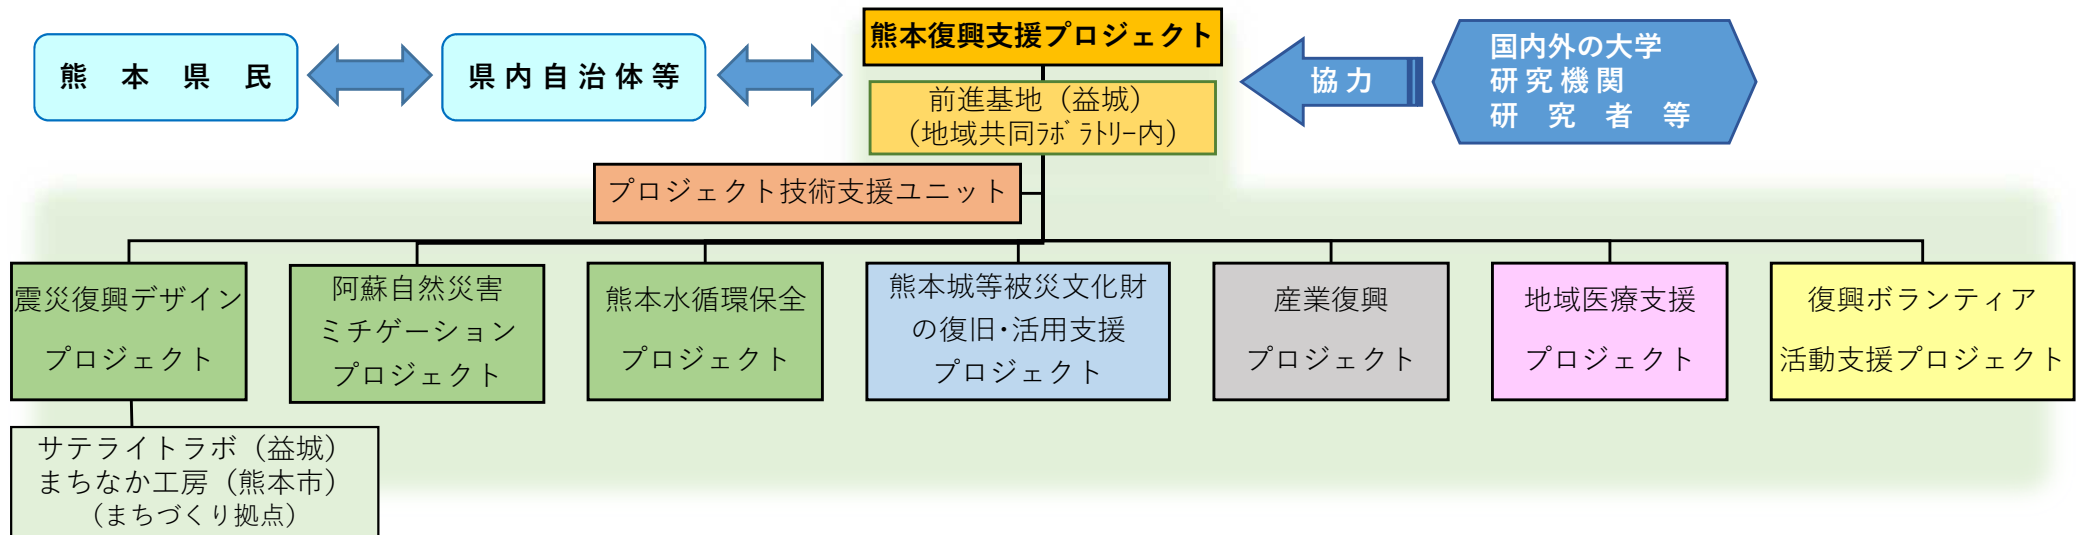 熊本県民
県内自治体等
熊本復興支援プロジェクト
前進基地（益城）
（地域共同ﾗﾎﾞﾗﾄﾘｰ内）
協力
国内外の大学
研究機関
研究者等
プロジェクト技術支援ユニット
震災復興デザイン
プロジェクト
阿蘇自然災害
ミチゲーション
プロジェクト
熊本水循環保全
プロジェクト
熊本城等被災文化財
の復旧･活用支援
プロジェクト
産業復興
プロジェクト
地域医療支援
プロジェクト
復興ボランティア
活動支援プロジェクト
サテライトラボ（益城）
まちなか工房（熊本市）
（まちづくり拠点）